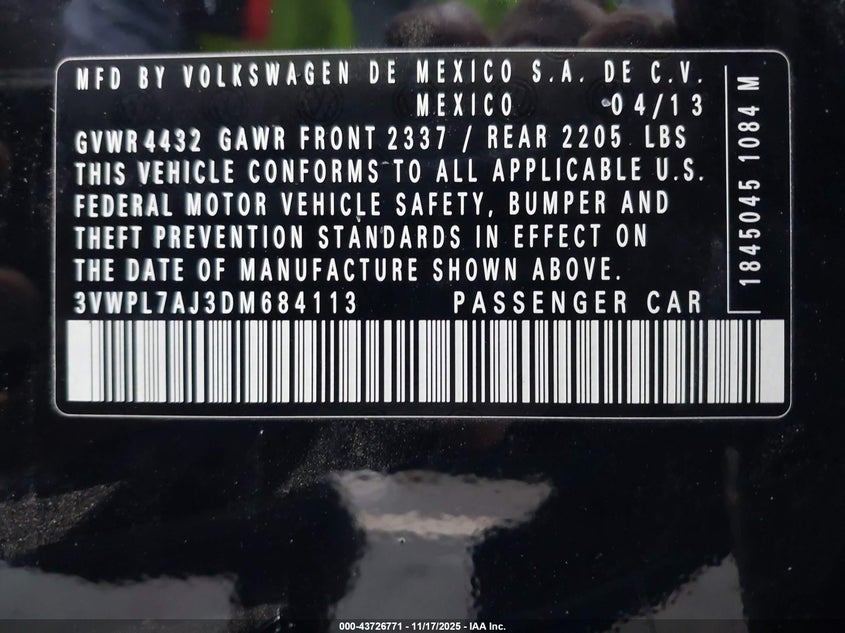 MFD BY VOLKSWAGEN DE MEXICO S.A. DE C.V.
MEXICO 04/13
GVWR 4432 GAWR FRONT 2337 / REAR 2205 LBS
THIS VEHICLE CONFORMS TO ALL APPLICABLE U.S.
FEDERAL MOTOR VEHICLE SAFETY, BUMPER AND
THEFT PREVENTION STANDARDS IN EFFECT ON
THE DATE OF MANUFACTURE SHOWN ABOVE.
3VWPL7AJ3DM684113 PASSENGER CAR
1845045 1084 M
000-43726771 - 11/17/2025 - IAA Inc.